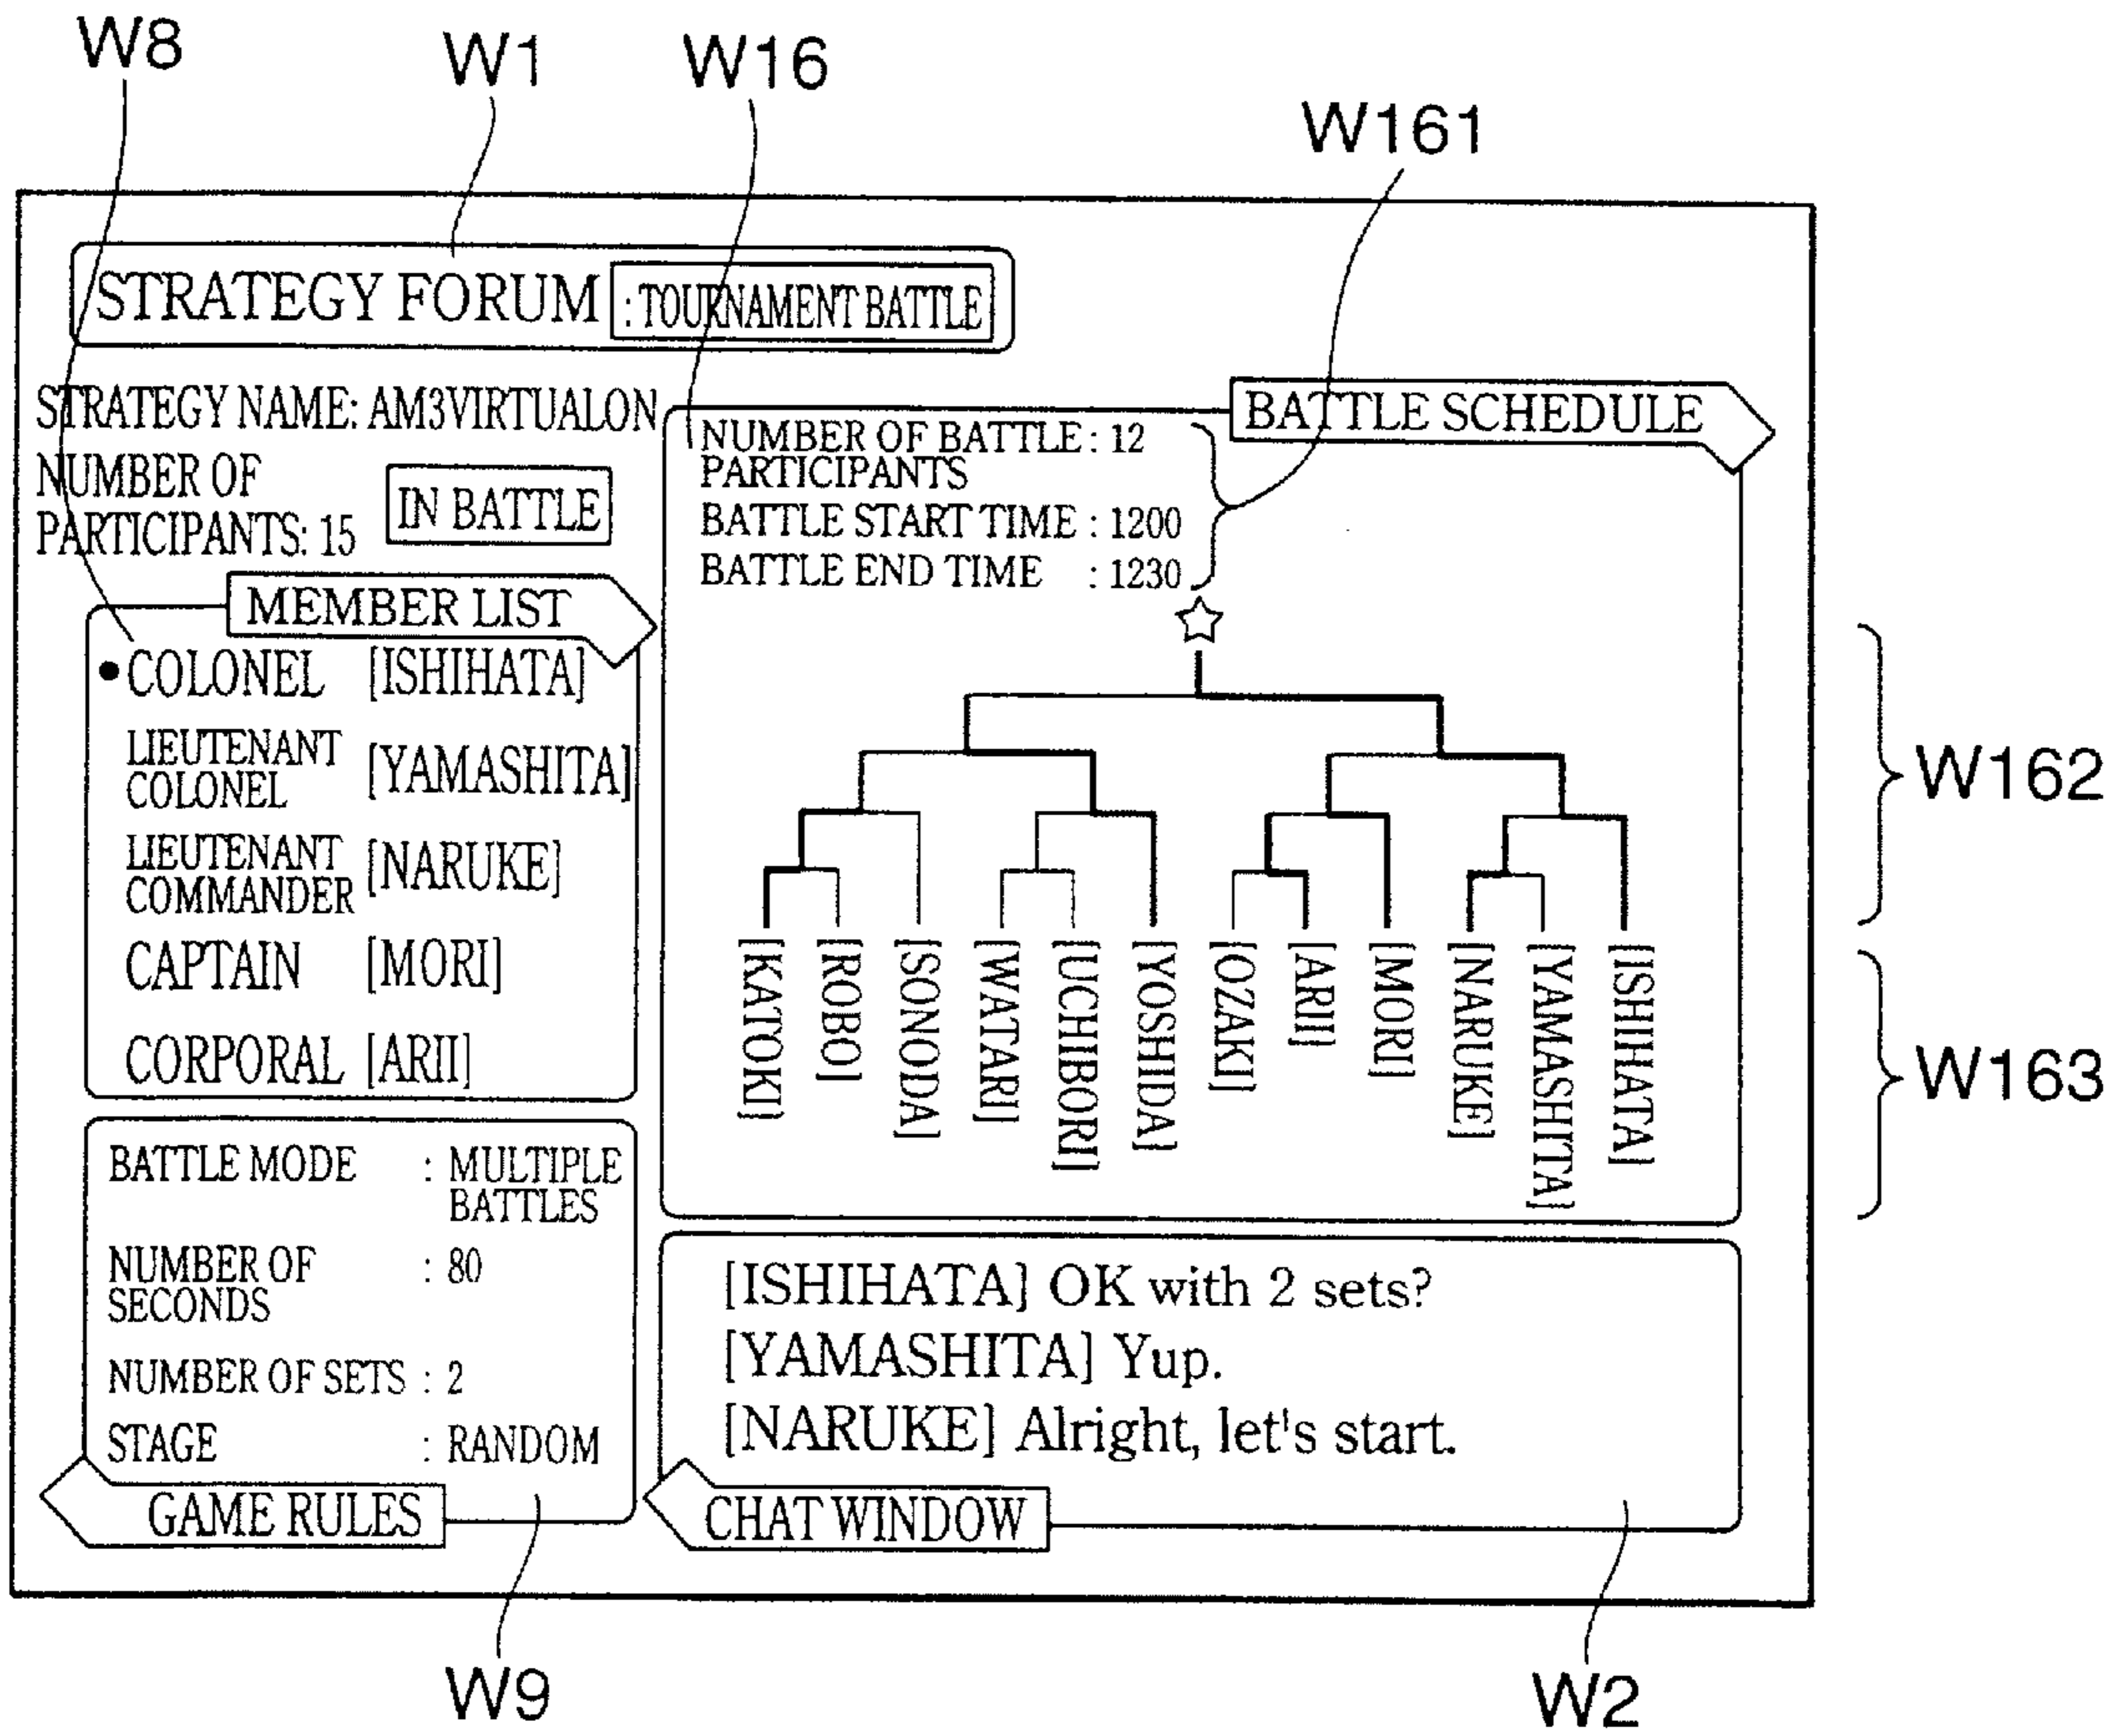 W8
W1
W16
W161
STRATEGY FORUM : TOURNAMENT BATTLE
STRATEGY NAME: AM3VIRTUALON
NUMBER OF
PARTICIPANTS: 15
IN BATTLE
MEMBER LIST
•COLONEL [ISHIHATA]
LIEUTENANT
COLONEL [YAMASHITA]
LIEUTENANT
COMMANDER [NARUKE]
CAPTAIN [MORI]
CORPORAL [ARII]
BATTLE MODE : MULTIPLE
BATTLES
NUMBER OF : 80
SECONDS
NUMBER OF SETS : 2
STAGE : RANDOM
GAME RULES
BATTLE SCHEDULE
NUMBER OF BATTLE : 12
PARTICIPANTS
BATTLE START TIME : 1200
BATTLE END TIME : 1230
[KATOKI]
[ROBO]
[SONODA]
[WATARI]
[UCHIBORI]
[YOSHIDA]
[OZAKI]
[ARII]
[MORI]
[NARUKE]
[YAMASHITA]
[ISHIHATA]
W162
W163
[ISHIHATA] OK with 2 sets?
[YAMASHITA] Yup.
[NARUKE] Alright, let's start.
CHAT WINDOW
W9
W2